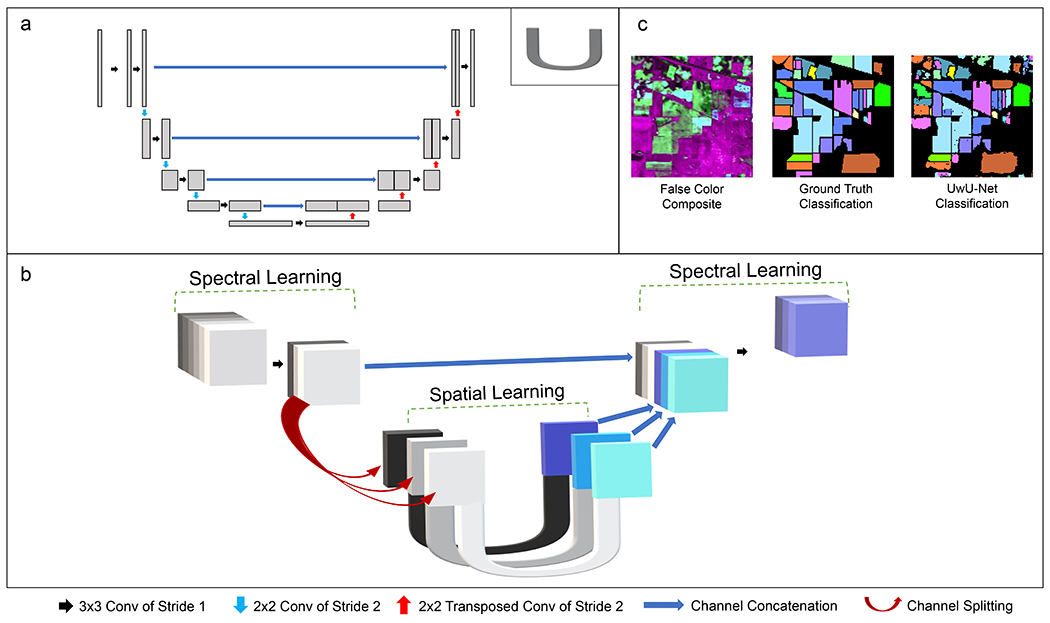 a
c
False Color
Composite
Ground Truth
Classification
UwU-Net
Classification
b
Spectral Learning
Spectral Learning
Spatial Learning
3x3 Conv of Stride 1
2x2 Conv of Stride 2
2x2 Transposed Conv of Stride 2
Channel Concatenation
Channel Splitting